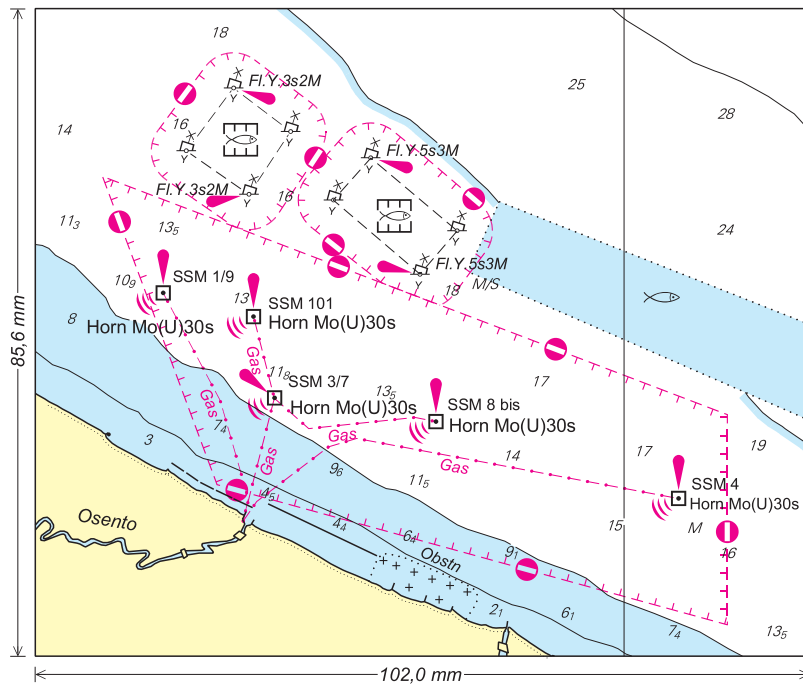 18
25
28
Fl.Y.3s2M
16
14
Fl.Y.5s3M
Fl.Y.3s2M
16
11₃
13₅
24
Fl.Y.5s3M
10₉
SSM 1/9
18
M/S
8
13
SSM 101
Horn Mo(U)30s
Horn Mo(U)30s
Gas
17
11₈
SSM 3/7
13₅
SSM 8 bis
Gas
Horn Mo(U)30s
Horn Mo(U)30s
7₄
3
Gas
17
19
14
Gas
Gas
9₆
11₅
SSM 4
4₅
Horn Mo(U)30s
Osento
4₄
6₄
15
M
Obstn
9₁
16
2₁
6₁
7₄
13₅
85,6 mm
102,0 mm